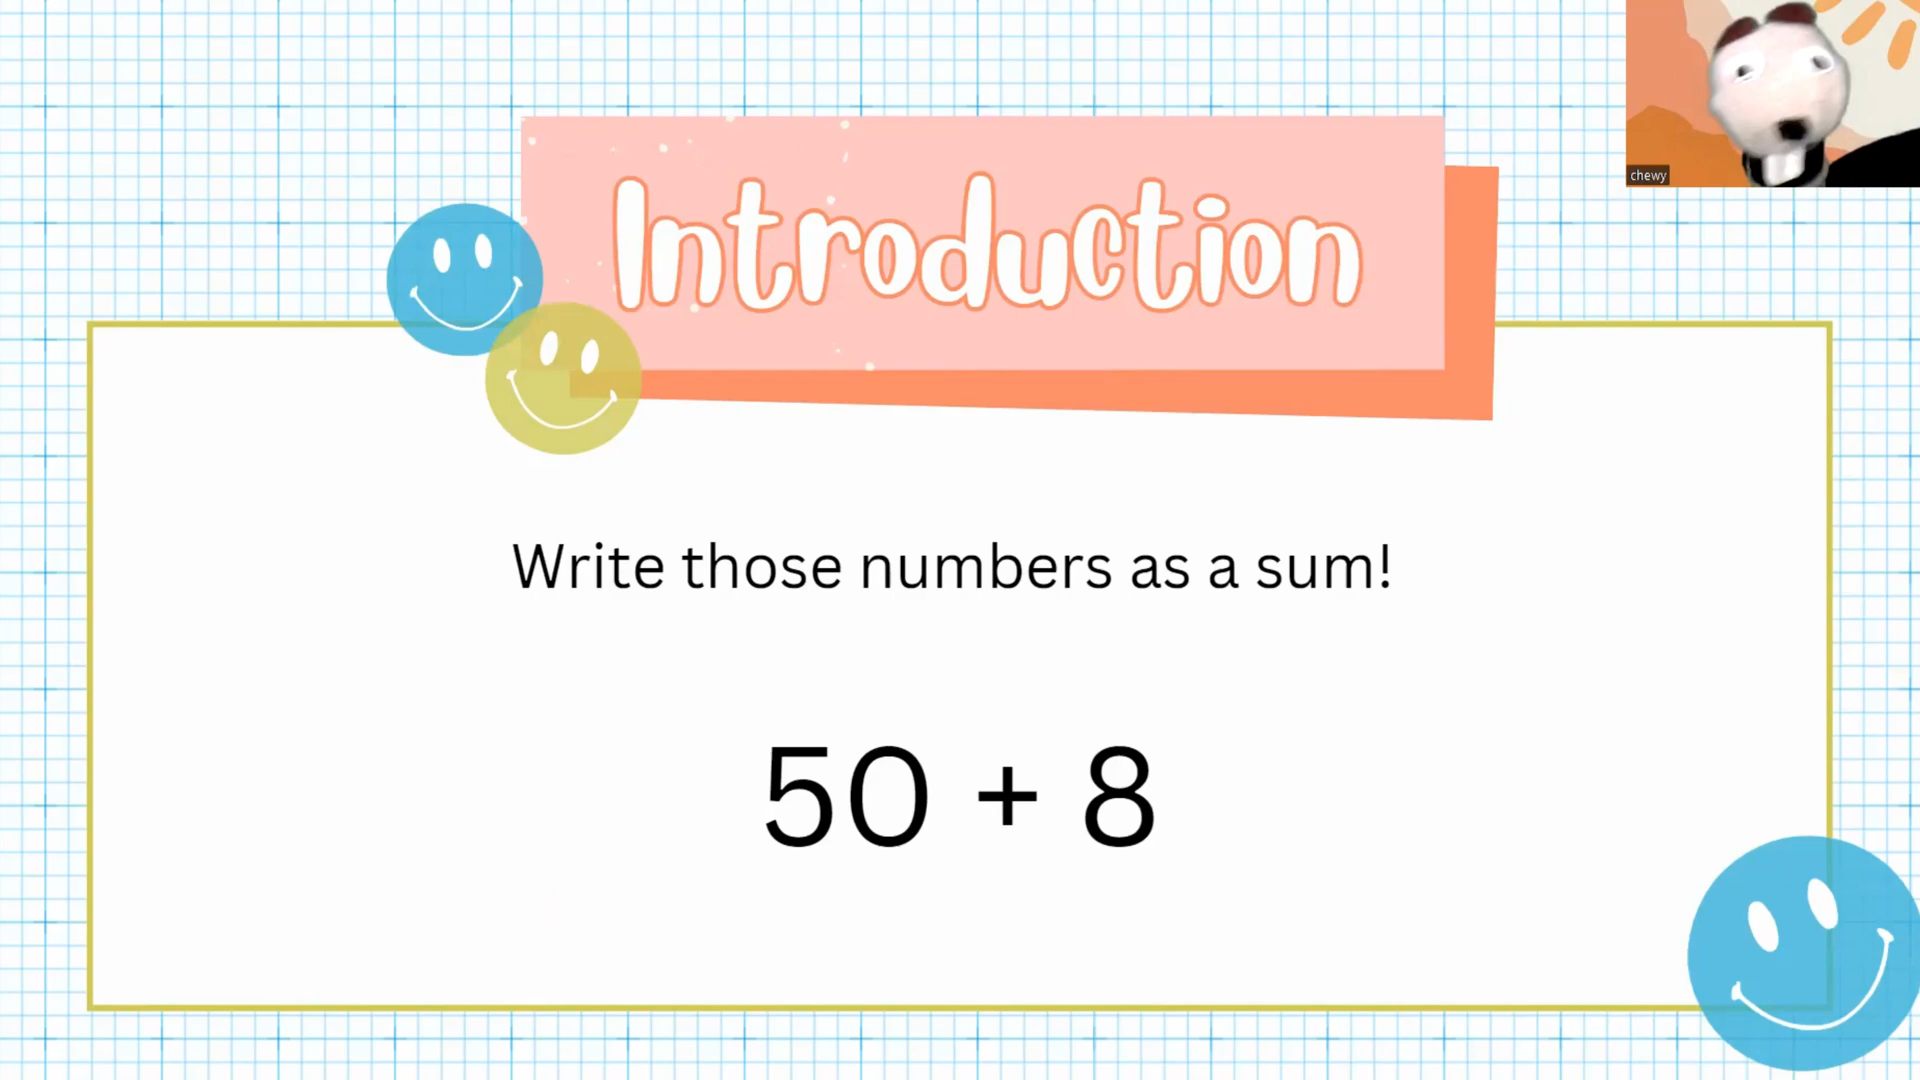 chewy
Introduction
Write those numbers as a sum!
50 + 8